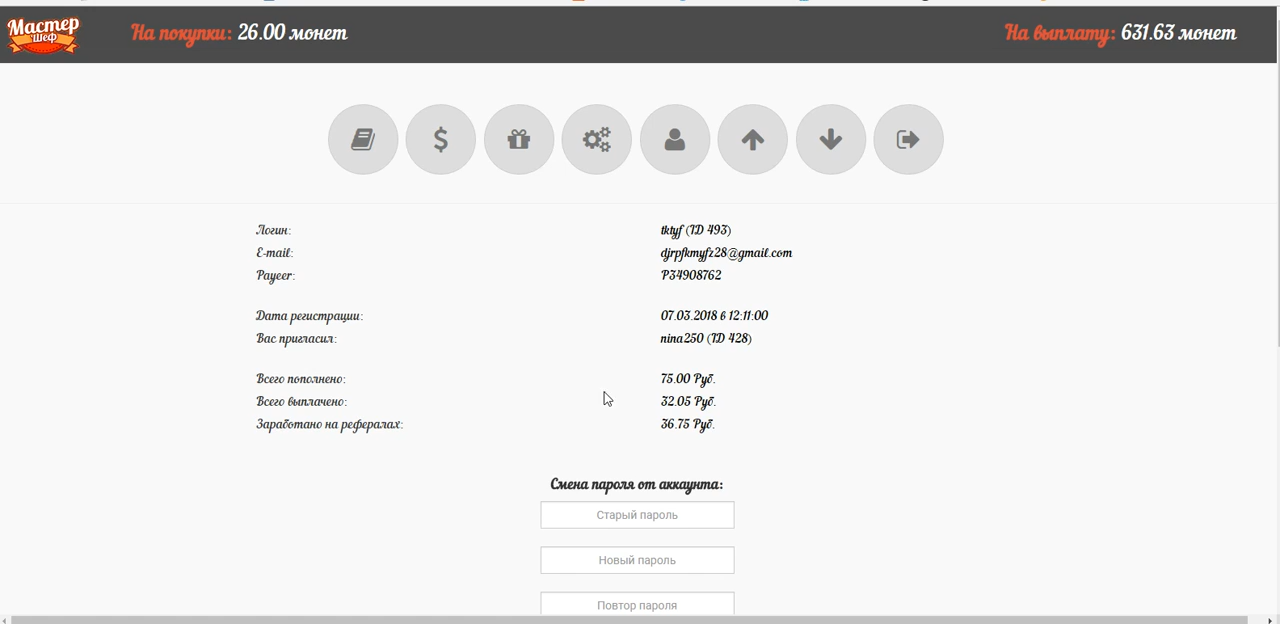 Мастер
Шеф
На покупки: 26.00 монет
На выплату: 631.63 монет
Логин: tktyf (ID 493)
E-mail: djrpfkmyfz28@gmail.com
Payeer: P34908762
Дата регистрации: 07.03.2018 в 12:11:00
Вас пригласил: nina250 (ID 428)
Всего пополнено: 75.00 Руб.
Всего выплачено: 32.05 Руб.
Заработано на рефералах: 36.75 Руб.
Смена пароля от аккаунта:
Старый пароль
Новый пароль
Повтор пароля